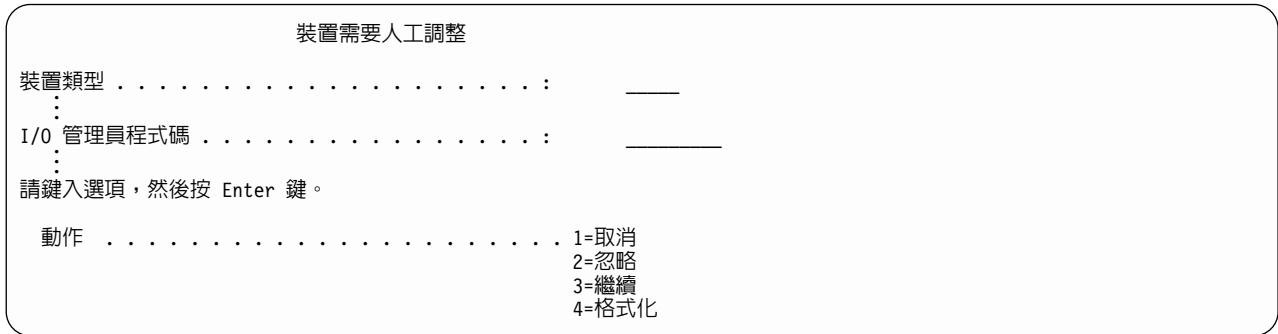 裝置需要人工調整
裝置類型 . . . . . . . . . . . . . . . . . . . . : _____
:
I/O 管理員程式碼 . . . . . . . . . . . . . . . . : _________
:
請鍵入選項,然後按 Enter 鍵。
動作 . . . . . . . . . . . . . . . . . . . . . . 1=取消
2=忽略
3=繼續
4=格式化